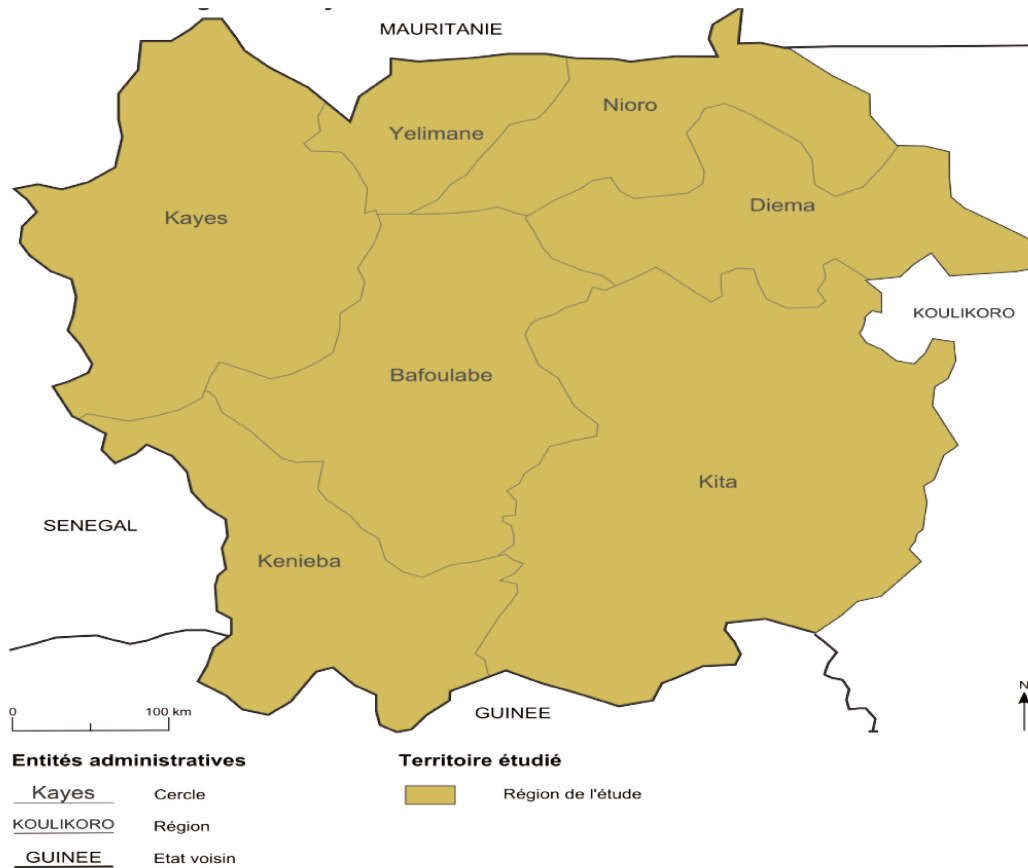 MAURITANIE
Nioro
Yelimane
Diema
Kayes
KOULIKORO
Bafoulabe
Kita
SENEGAL
Kenieba
N
0 100 km
GUINEE
Entités administratives
Kayes Cercle
KOULIKORO Région
GUINEE Etat voisin
Territoire étudié
Région de l'étude